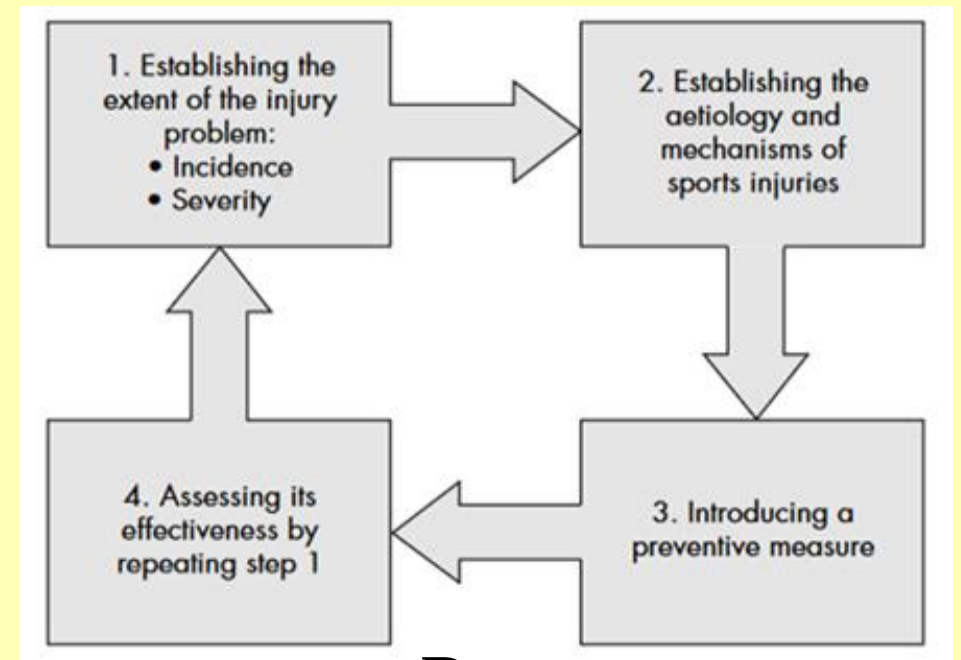 1. Establishing the
extent of the injury
problem:
• Incidence
• Severity
2. Establishing the
aetiology and
mechanisms of
sports injuries
3. Introducing a
preventive measure
4. Assessing its
effectiveness by
repeating step 1